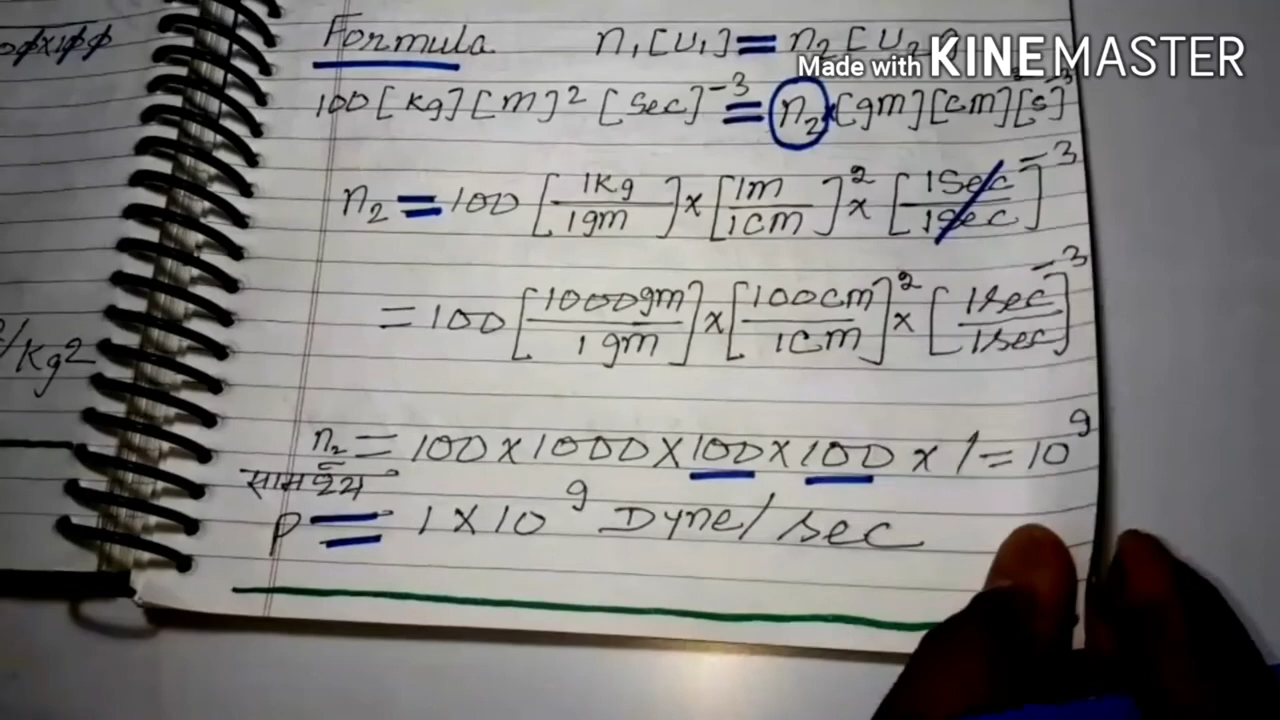 Formula n₁[U₁] = n₂[U₂]
Made with KINEMASTER
100[kg][m]² [sec]⁻³ = n₂×[gm][cm]²[s]⁻³
n₂ = 100 [1kg/1gm] × [1m/1cm]² × [1sec/1sec]⁻³
= 100 [1000gm/1gm] × [100cm/1cm]² × [1sec/1sec]⁻³
/kg2
n₂ = 100 × 1000 × 100 × 100 × 1 = 10⁹
सामर्थ्य
P = 1 × 10⁹ Dyne/sec